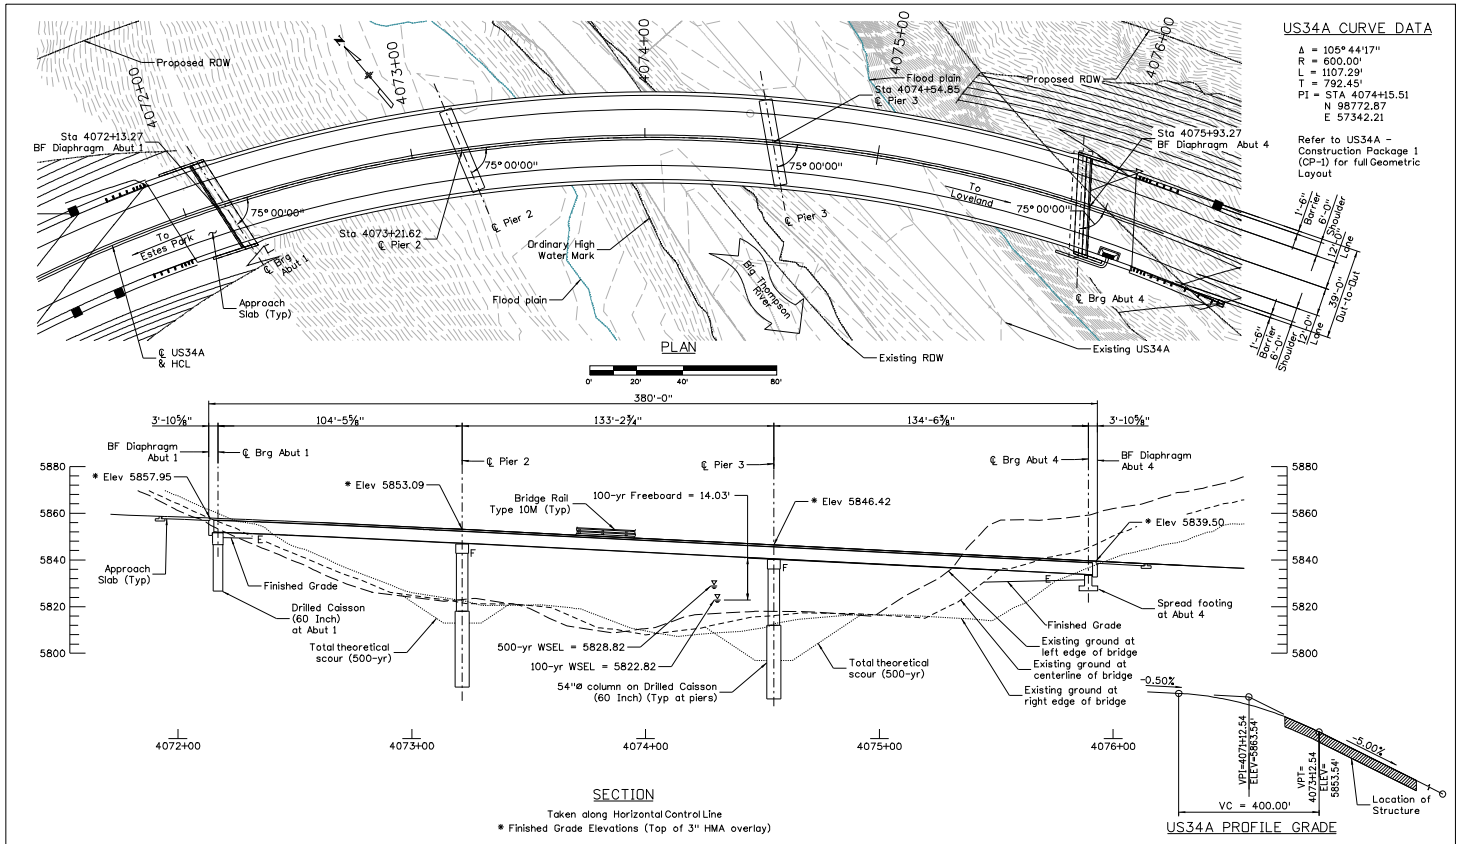 Proposed ROW
4072+00
4073+00
N
4074+00
4075+00
4076+00
Flood plain
Proposed ROW
Sta 4074+54.85
℄ Pier 3
Sta 4072+13.27
BF Diaphragm Abut 1
Sta 4075+93.27
BF Diaphragm Abut 4
75°00'00"
75°00'00"
75°00'00"
75°00'00"
To
Estes Park
To
Loveland
℄ Pier 2
℄ Pier 3
Sta 4073+21.62
℄ Pier 2
℄ Brg
Abut 1
Ordinary High
Water Mark
Big Thompson
River
Flood plain
Approach
Slab (Typ)
℄ Brg Abut 4
℄ US34A
& HCL
Existing ROW
Existing US34A
1'-6"
Barrier
6'-0"
Shoulder
12'-0"
Lane
39'-0"
Out-to-Out
12'-0"
Lane
6'-0"
Shoulder
1'-6"
Barrier
US34A CURVE DATA
Δ = 105°44'17"
R = 600.00'
L = 1107.29'
T = 792.45'
PI = STA 4074+15.51
N 98772.87
E 57342.21
Refer to US34A -
Construction Package 1
(CP-1) for full Geometric
Layout
PLAN
0' 20' 40' 80'
380'-0"
3'-10⅝" 104'-5⅝" 133'-2¾" 134'-6⅜" 3'-10⅝"
BF Diaphragm
Abut 1
℄ Brg Abut 1
℄ Pier 2
℄ Pier 3
℄ Brg Abut 4
BF Diaphragm
Abut 4
5880
5860
5840
5820
5800
* Elev 5857.95
* Elev 5853.09
Bridge Rail
Type 10M (Typ)
100-yr Freeboard = 14.03'
* Elev 5846.42
* Elev 5839.50
5880
5860
5840
5820
5800
E
F
F
E
Approach
Slab (Typ)
Finished Grade
Drilled Caisson
(60 Inch)
at Abut 1
Total theoretical
scour (500-yr)
500-yr WSEL = 5828.82
100-yr WSEL = 5822.82
54"Ø column on Drilled Caisson
(60 Inch) (Typ at piers)
Total theoretical
scour (500-yr)
Spread footing
at Abut 4
Finished Grade
Existing ground at
left edge of bridge
Existing ground at
centerline of bridge
Existing ground at
right edge of bridge
4072+00 4073+00 4074+00 4075+00 4076+00
SECTION
Taken along Horizontal Control Line
* Finished Grade Elevations (Top of 3" HMA overlay)
-0.50%
VPI=4071+12.54
ELEV=5863.54'
VPT=
4073+12.54
ELEV=
5853.54'
-5.00%
VC = 400.00'
Location of
Structure
US34A PROFILE GRADE